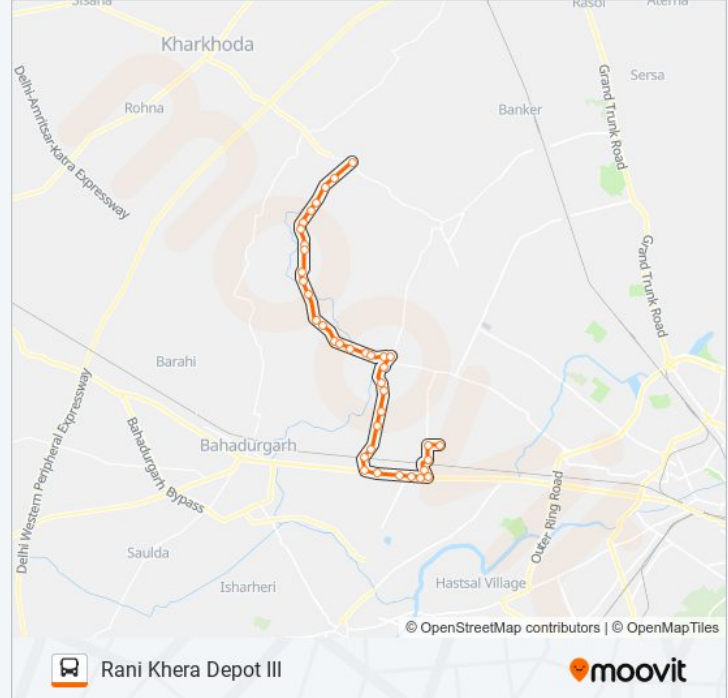 Sisana
Rasoi
Aterna
Kharkhoda
Sersa
Delhi-Amritsar-Katra Expressway
Rohna
Banker
Grand Trunk Road
Grand Trunk Road
Barahi
Delhi Western Peripheral Expressway
Bahadurgarh
Bahadurgarh Bypass
Outer Ring Road
Saulda
Isharheri
Hastsal Village
© OpenStreetMap contributors | © OpenMapTiles
Rani Khera Depot III
moovit